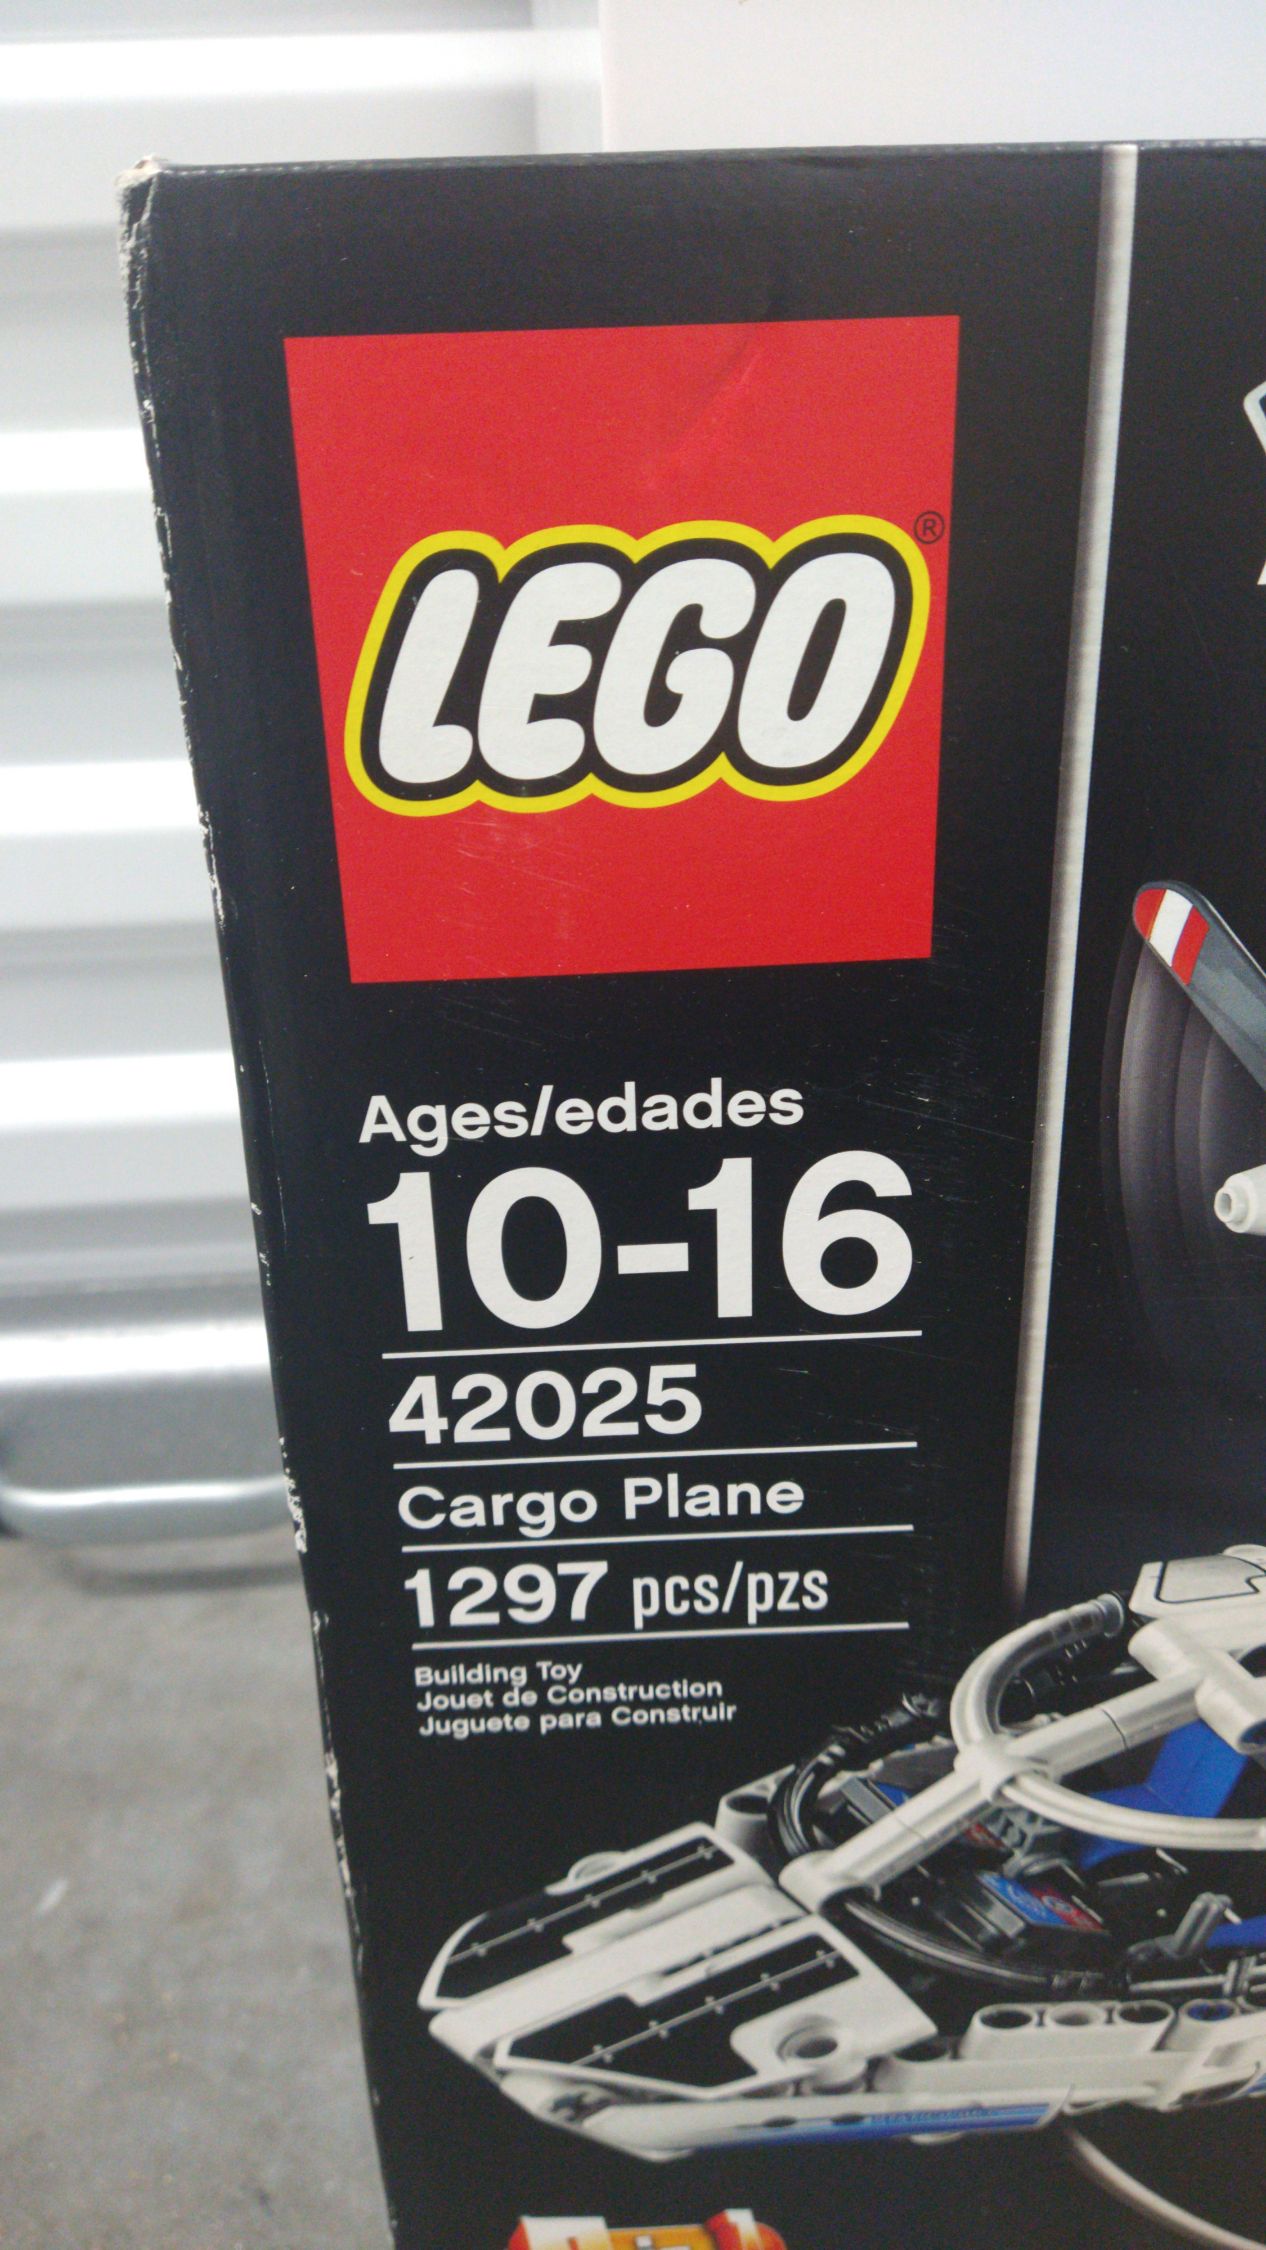 LEGO®
Ages/edades
10-16
42025
Cargo Plane
1297 pcs/pzs
Building Toy
Jouet de Construction
Juguete para Construir